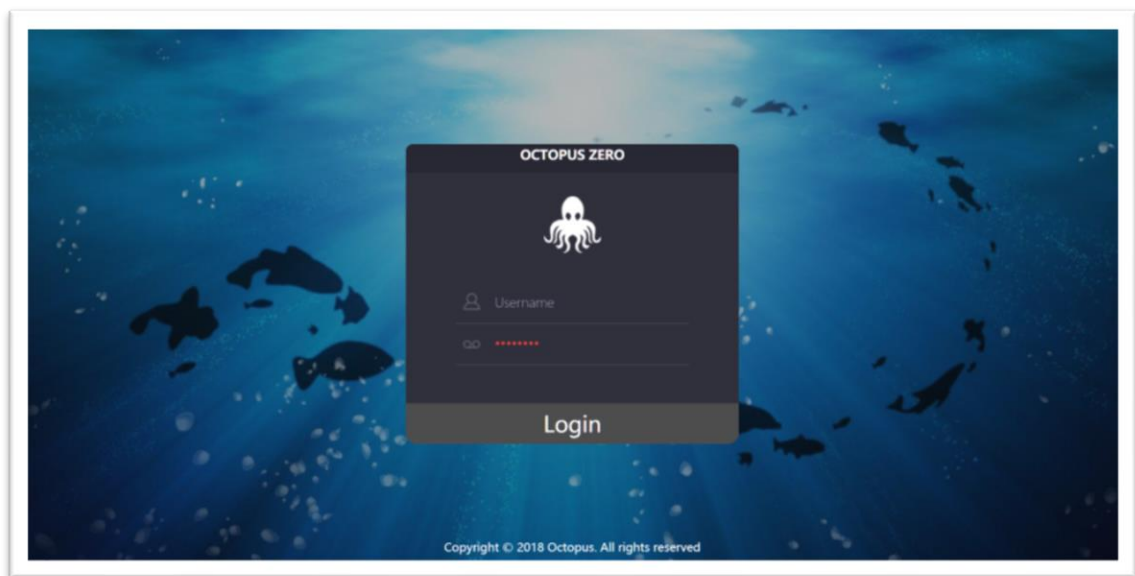 OCTOPUS ZERO
Username
••••••••
Login
Copyright © 2018 Octopus. All rights reserved